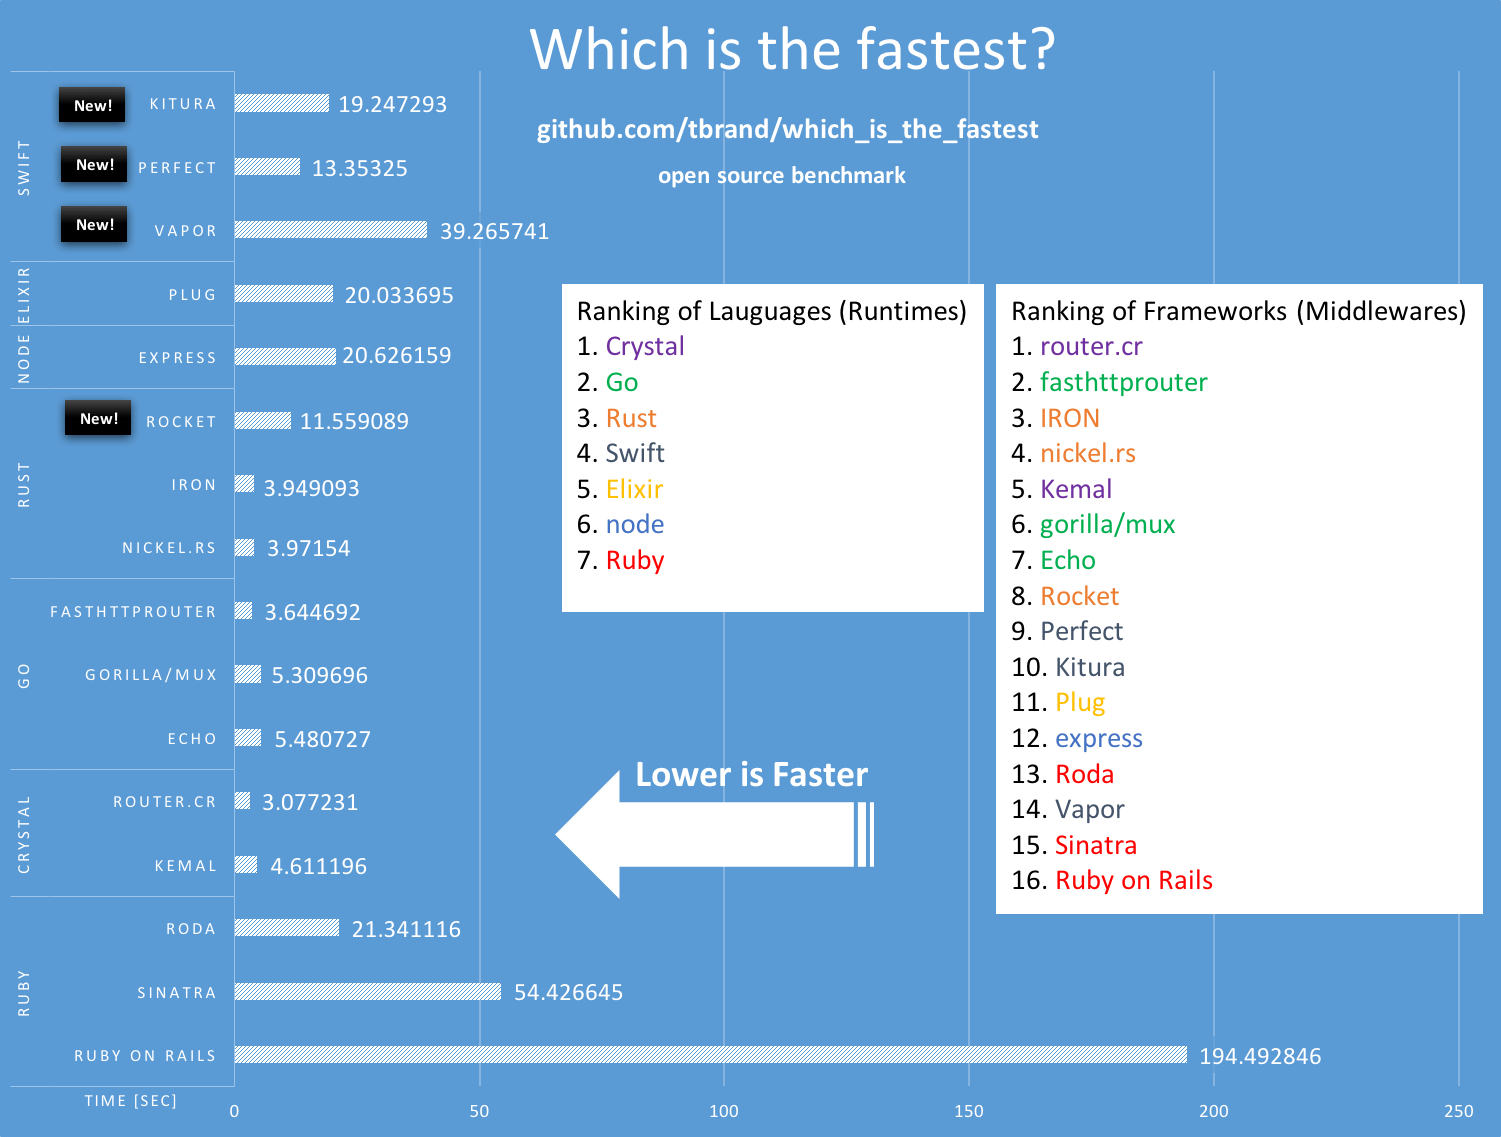 Which is the fastest?
github.com/tbrand/which_is_the_fastest
open source benchmark
SWIFT
New! KITURA 19.247293
New! PERFECT 13.35325
New! VAPOR 39.265741
ELIXIR
PLUG 20.033695
NODE
EXPRESS 20.626159
RUST
New! ROCKET 11.559089
IRON 3.949093
NICKEL.RS 3.97154
GO
FASTHTTPROUTER 3.644692
GORILLA/MUX 5.309696
ECHO 5.480727
CRYSTAL
ROUTER.CR 3.077231
KEMAL 4.611196
RUBY
RODA 21.341116
SINATRA 54.426645
RUBY ON RAILS 194.492846
TIME [SEC]
0 50 100 150 200 250
Ranking of Lauguages (Runtimes)
1. Crystal
2. Go
3. Rust
4. Swift
5. Elixir
6. node
7. Ruby
Ranking of Frameworks (Middlewares)
1. router.cr
2. fasthttprouter
3. IRON
4. nickel.rs
5. Kemal
6. gorilla/mux
7. Echo
8. Rocket
9. Perfect
10. Kitura
11. Plug
12. express
13. Roda
14. Vapor
15. Sinatra
16. Ruby on Rails
Lower is Faster